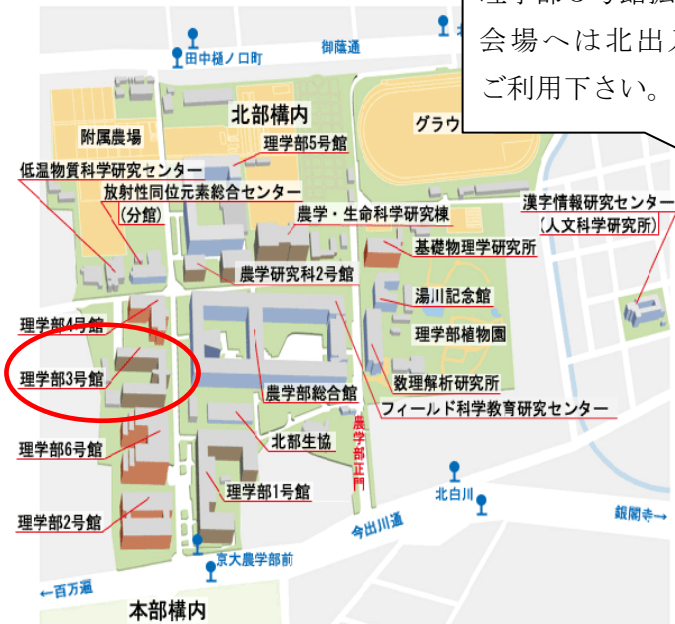 会場へは北出入
ご利用下さい。
御蔭通
田中樋ノ口町
北部構内
附属農場
理学部5号館
グラウ
低温物質科学研究センター
放射性同位元素総合センター
(分館)
農学・生命科学研究棟
漢字情報研究センター
(人文科学研究所)
基礎物理学研究所
農学研究科2号館
湯川記念館
理学部4号館
理学部植物園
理学部3号館
数理解析研究所
農学部総合館
フィールド科学教育研究センター
農学部正門
北部生協
理学部6号館
理学部1号館
北白川
理学部2号館
今出川通
銀閣寺→
京大農学部前
←百万遍
本部構内